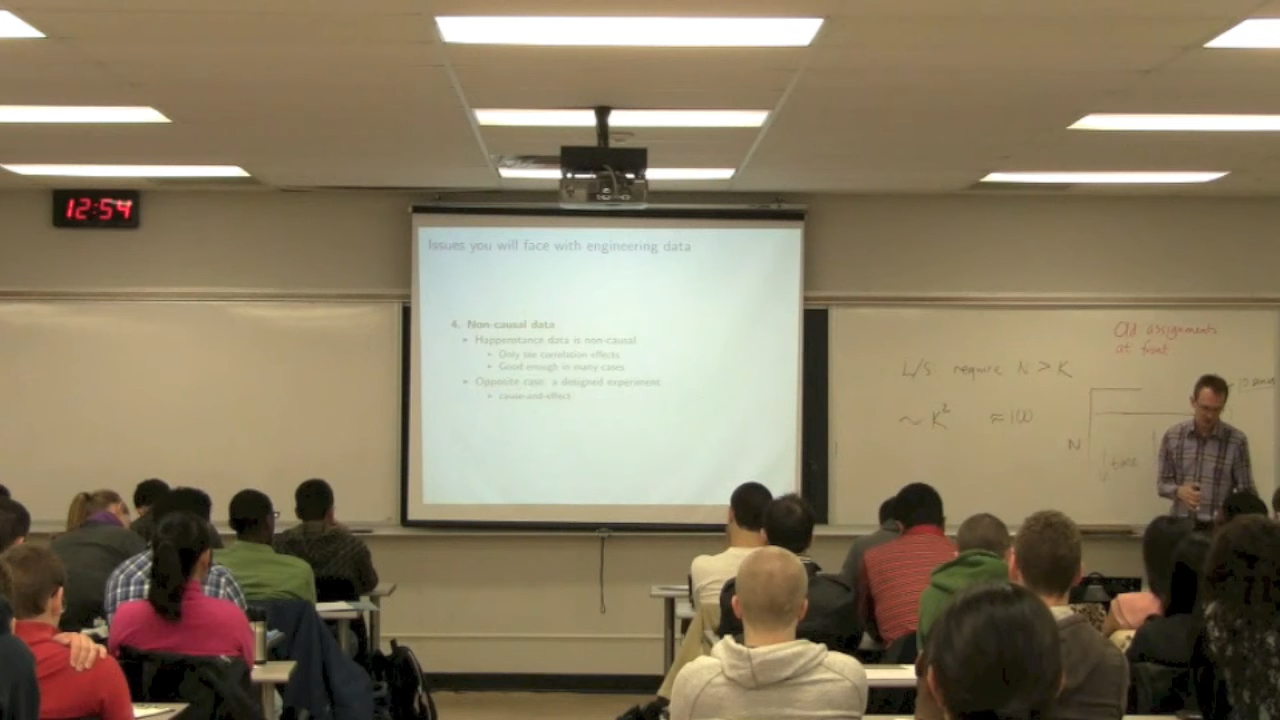 12:54
Issues you will face with engineering data
4. Non-causal data
Happenstance data is non-causal
Only see correlation effects
Good enough in many cases
Opposite case: a designed experiment
cause-and-effect
Old assignments
at front
L/S require N > K
~ K² ≈ 100
N
time